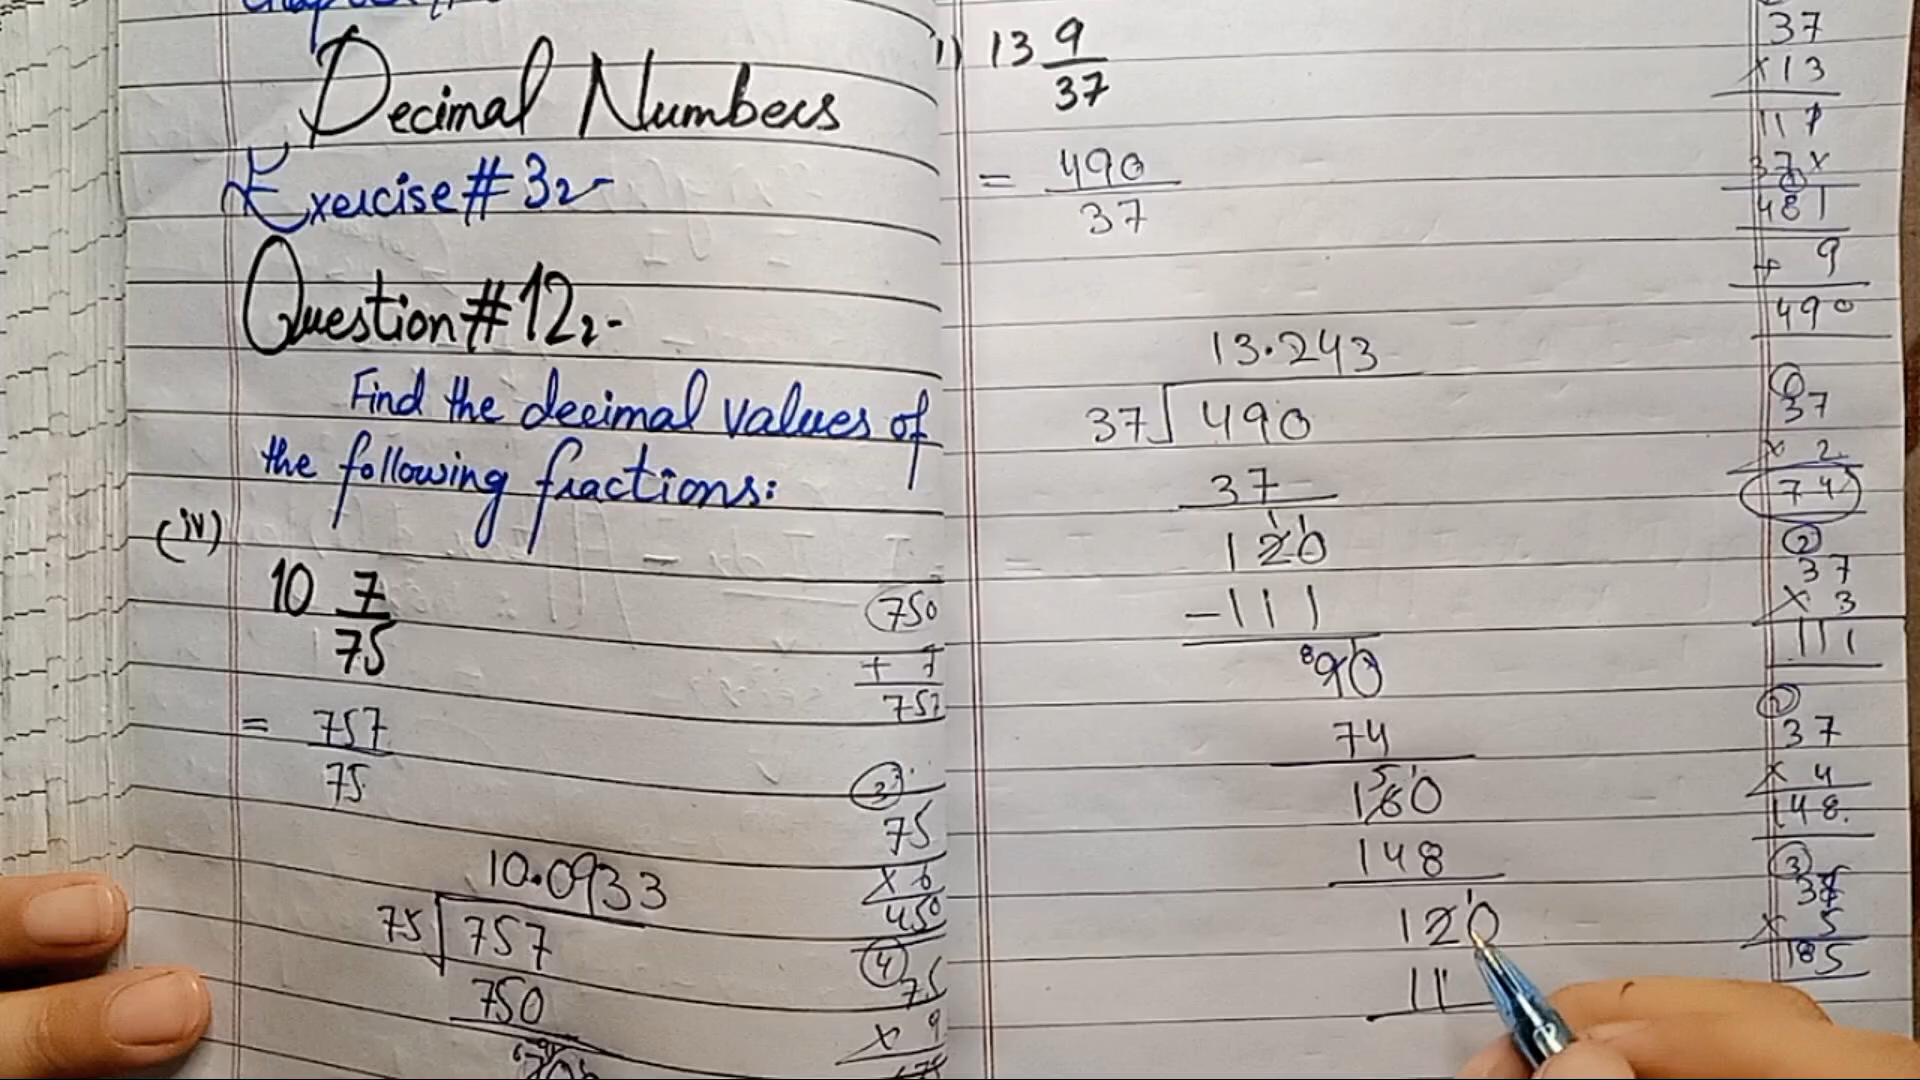 Decimal Numbers
Exercise # 32-
Question # 122-
Find the decimal values of
the following fractions:
(iv)
10 7/75
= 757/75
10.0933
75 757
750
750
+ 7
757
3
75
x 6
450
4
75
x 9
13 9/37
= 490/37
13.243
37 490
37
120
-111
90
74
160
148
120
11
37
x13
111
37x
481
+ 9
490
37
x 2
74
2
37
x 3
111
37
x 4
148
3
37
x 5
185